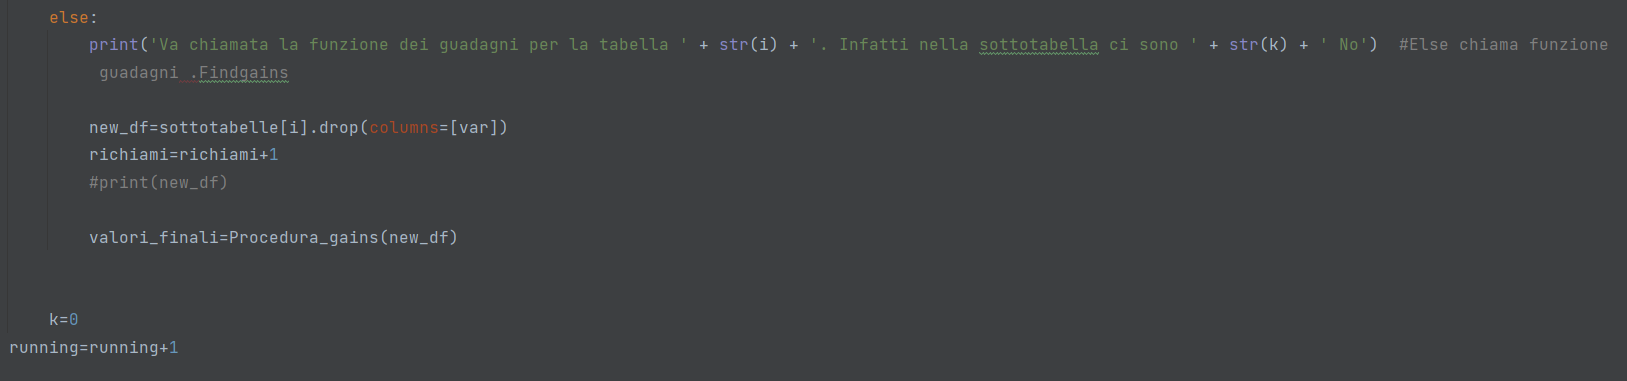 else:
print('Va chiamata la funzione dei guadagni per la tabella ' + str(i) + '. Infatti nella sottotabella ci sono ' + str(k) + ' No')  #Else chiama funzione
guadagni .Findgains
new_df=sottotabelle[i].drop(columns=[var])
richiami=richiami+1
#print(new_df)
valori_finali=Procedura_gains(new_df)
k=0
running=running+1